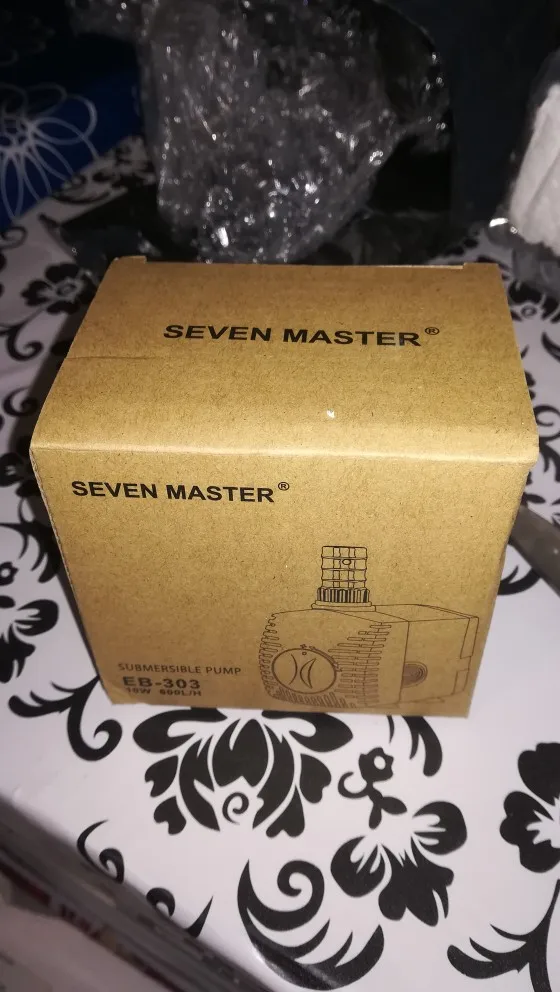 SEVEN MASTER®
SEVEN MASTER®
SUBMERSIBLE PUMP
EB-303
10W 600L/H